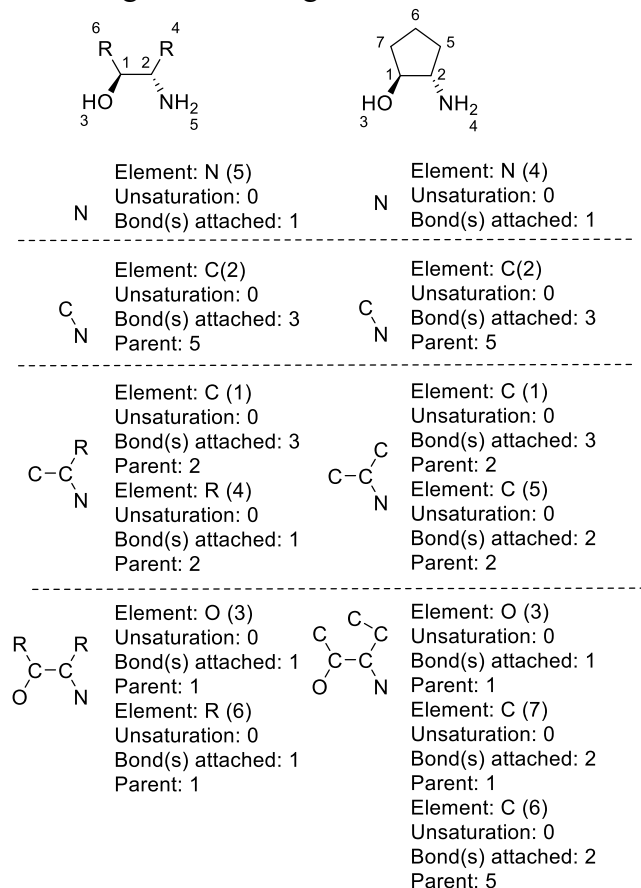 6 4
R R
1 2
HO NH2
3 5
6
7 5
1 2
HO NH2
3 4
N
Element: N (5)
Unsaturation: 0
Bond(s) attached: 1
N
Element: N (4)
Unsaturation: 0
Bond(s) attached: 1
C
N
Element: C(2)
Unsaturation: 0
Bond(s) attached: 3
Parent: 5
C
N
Element: C(2)
Unsaturation: 0
Bond(s) attached: 3
Parent: 5
R
C C
N
Element: C (1)
Unsaturation: 0
Bond(s) attached: 3
Parent: 2
Element: R (4)
Unsaturation: 0
Bond(s) attached: 1
Parent: 2
C
C C
N
Element: C (1)
Unsaturation: 0
Bond(s) attached: 3
Parent: 2
Element: C (5)
Unsaturation: 0
Bond(s) attached: 2
Parent: 2
R R
C C
O N
Element: O (3)
Unsaturation: 0
Bond(s) attached: 1
Parent: 1
Element: R (6)
Unsaturation: 0
Bond(s) attached: 1
Parent: 1
C
C C
C C
O N
Element: O (3)
Unsaturation: 0
Bond(s) attached: 1
Parent: 1
Element: C (7)
Unsaturation: 0
Bond(s) attached: 2
Parent: 1
Element: C (6)
Unsaturation: 0
Bond(s) attached: 2
Parent: 5